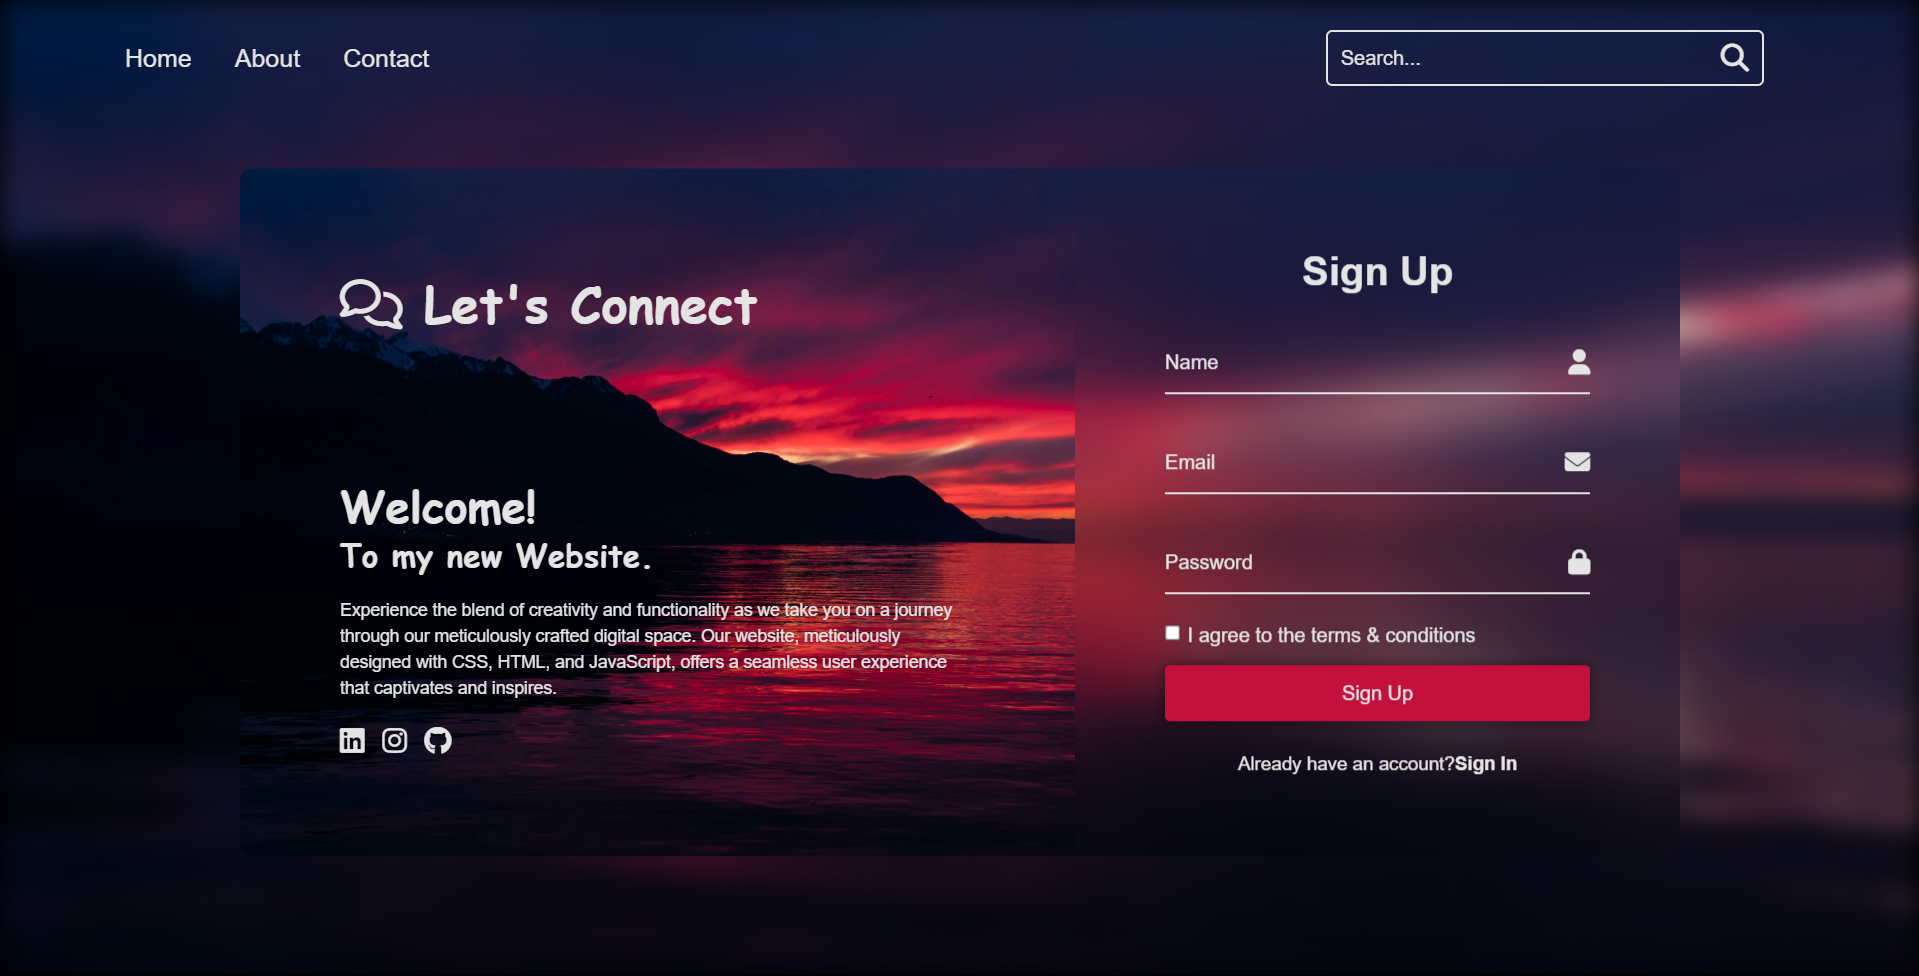 Home About Contact
Search...
Let's Connect
Welcome!
To my new Website.
Experience the blend of creativity and functionality as we take you on a journey
through our meticulously crafted digital space. Our website, meticulously
designed with CSS, HTML, and JavaScript, offers a seamless user experience
that captivates and inspires.
in
Sign Up
Name
Email
Password
I agree to the terms & conditions
Sign Up
Already have an account?Sign In